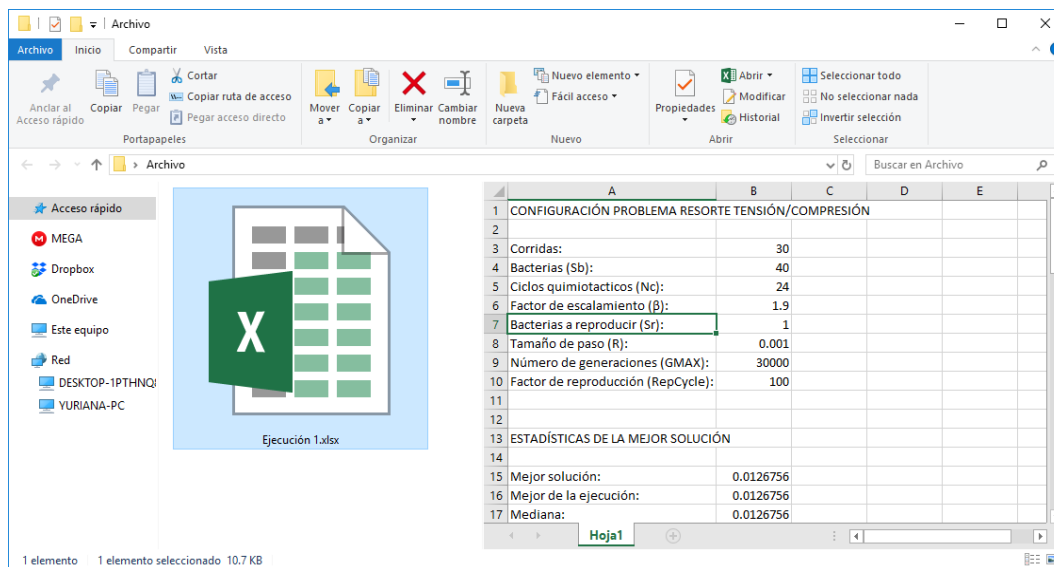 Archivo
Archivo Inicio Compartir Vista
Anclar al Acceso rápido
Copiar
Pegar
Cortar
Copiar ruta de acceso
Pegar acceso directo
Portapapeles
Mover a
Copiar a
Eliminar
Cambiar nombre
Organizar
Nueva carpeta
Nuevo elemento
Fácil acceso
Nuevo
Propiedades
Abrir
Modificar
Historial
Abrir
Seleccionar todo
No seleccionar nada
Invertir selección
Seleccionar
Archivo
Buscar en Archivo
Acceso rápido
MEGA
Dropbox
OneDrive
Este equipo
Red
DESKTOP-1PTHNQ
YURIANA-PC
X
Ejecución 1.xlsx
A B C D E
1 CONFIGURACIÓN PROBLEMA RESORTE TENSIÓN/COMPRESIÓN
2
3 Corridas: 30
4 Bacterias (Sb): 40
5 Ciclos quimiotacticos (Nc): 24
6 Factor de escalamiento (β): 1.9
7 Bacterias a reproducir (Sr): 1
8 Tamaño de paso (R): 0.001
9 Número de generaciones (GMAX): 30000
10 Factor de reproducción (RepCycle): 100
11
12
13 ESTADÍSTICAS DE LA MEJOR SOLUCIÓN
14
15 Mejor solución: 0.0126756
16 Mejor de la ejecución: 0.0126756
17 Mediana: 0.0126756
Hoja1
1 elemento 1 elemento seleccionado 10.7 KB